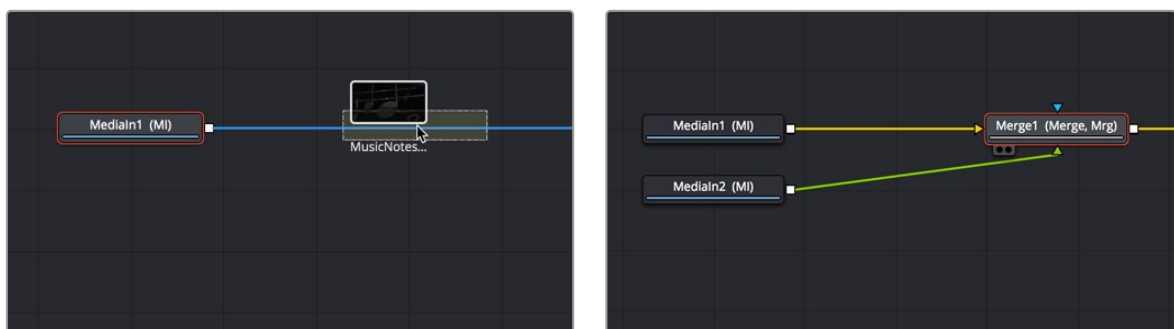 MediaIn1 (MI)
MusicNotes...
MediaIn1 (MI)
Merge1 (Merge, Mrg)
MediaIn2 (MI)